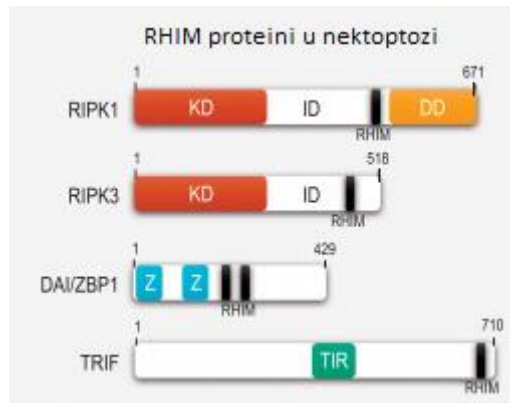 RHIM proteini u nektoptozi
1 671
RIPK1 KD ID DD
RHIM
1 518
RIPK3 KD ID
RHIM
1 429
DAI/ZBP1 Z Z
RHIM
1 710
TRIF TIR
RHIM